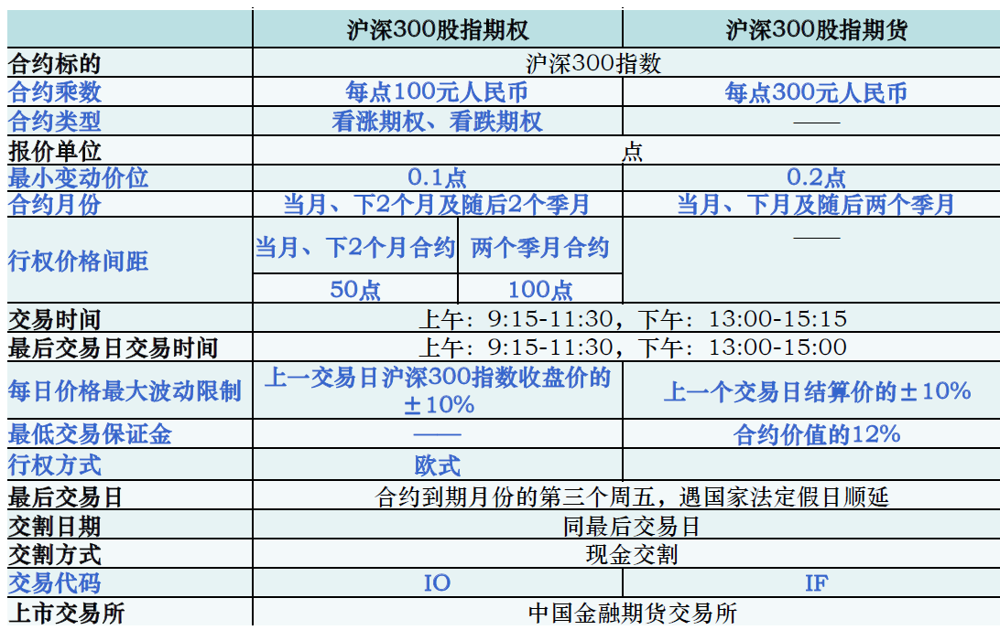 沪深300股指期权 沪深300股指期货
合约标的 沪深300指数
合约乘数 每点100元人民币 每点300元人民币
合约类型 看涨期权、看跌期权 ——
报价单位 点
最小变动价位 0.1点 0.2点
合约月份 当月、下2个月及随后2个季月 当月、下月及随后两个季月
行权价格间距 当月、下2个月合约 两个季月合约 ——
50点 100点
交易时间 上午：9:15-11:30，下午：13:00-15:15
最后交易日交易时间 上午：9:15-11:30，下午：13:00-15:00
每日价格最大波动限制 上一交易日沪深300指数收盘价的
±10% 上一个交易日结算价的±10%
最低交易保证金 —— 合约价值的12%
行权方式 欧式
最后交易日 合约到期月份的第三个周五，遇国家法定假日顺延
交割日期 同最后交易日
交割方式 现金交割
交易代码 IO IF
上市交易所 中国金融期货交易所